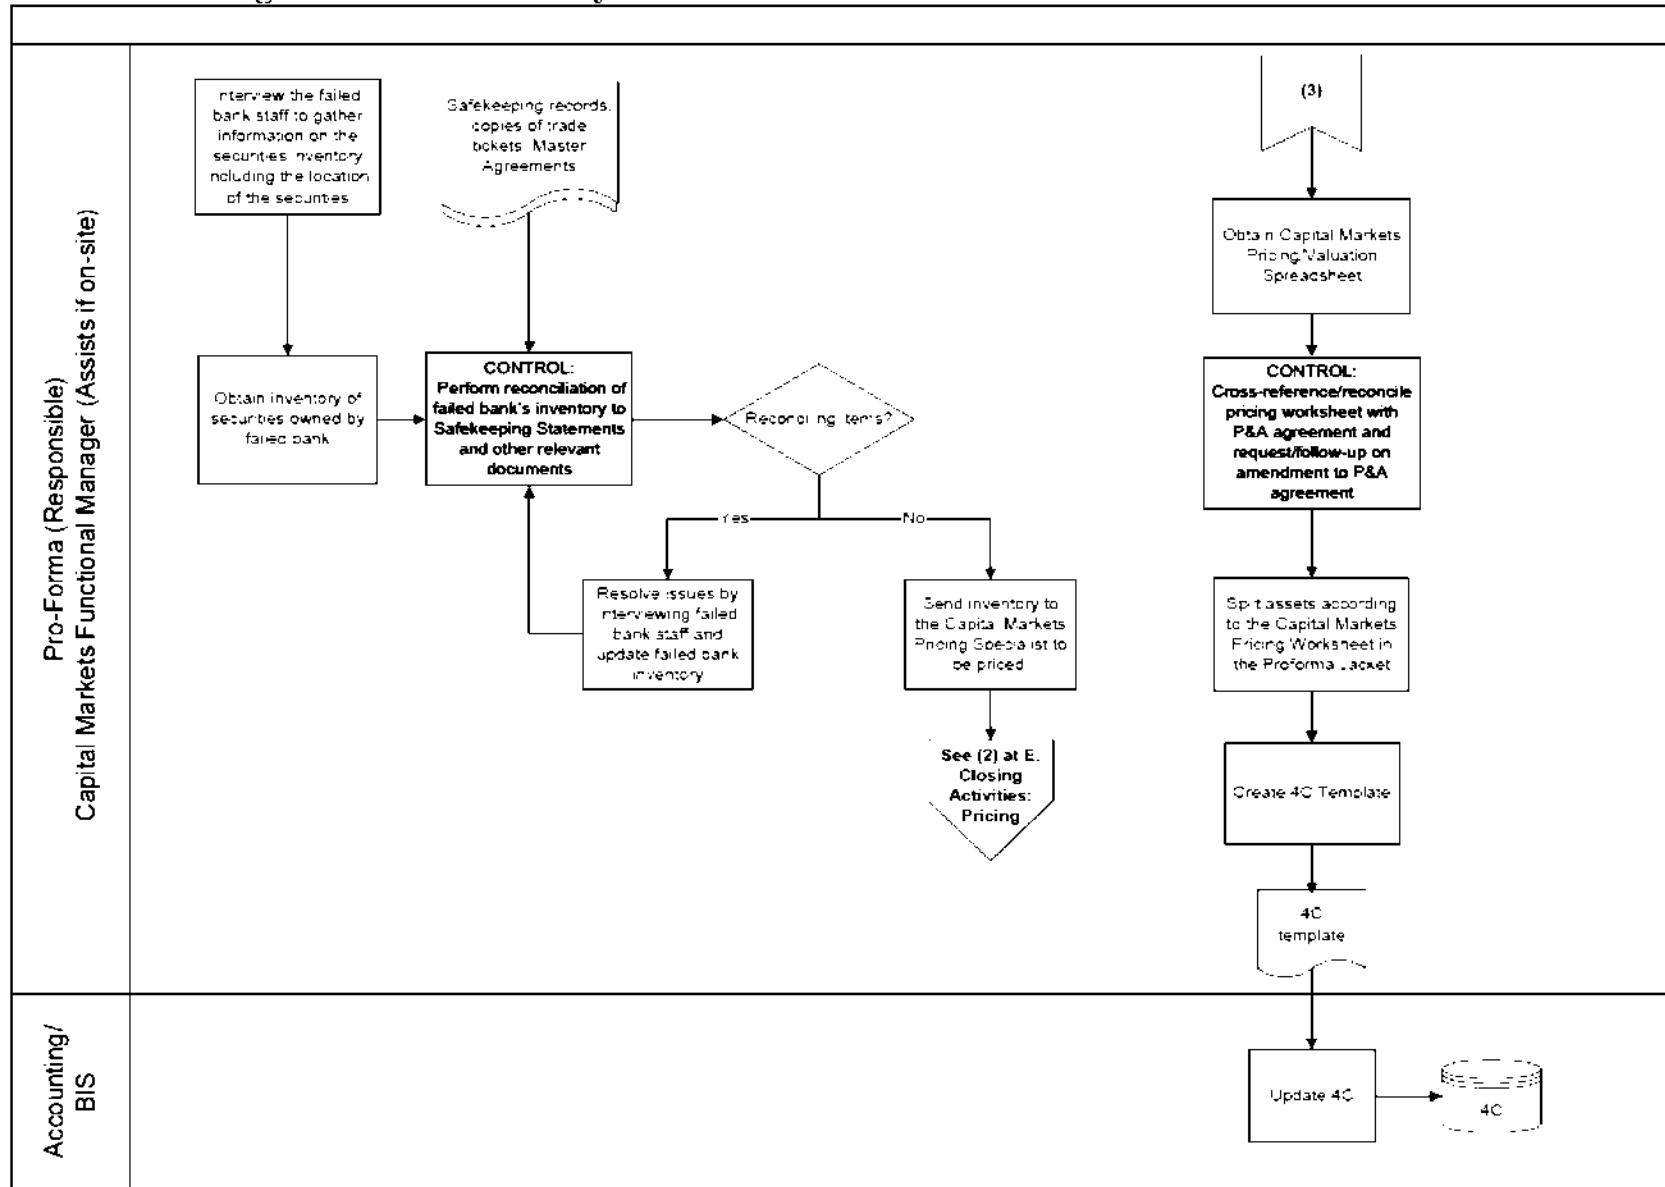 Pro-Forma (Responsible)
Capital Markets Functional Manager (Assists if on-site)
Interview the failed
bank staff to gather
information on the
securities inventory
including the location
of the securities
Safekeeping records,
copies of trade
tickets, Master
Agreements
Obtain inventory of
securities owned by
failed bank
CONTROL:
Perform reconciliation of
failed bank's inventory to
Safekeeping Statements
and other relevant
documents
Reconciling items?
Yes
No
Resolve issues by
interviewing failed
bank staff and
update failed bank
inventory
Send inventory to
the Capital Markets
Pricing Specialist to
be priced
See (2) at E.
Closing
Activities:
Pricing
(3)
Obtain Capital Markets
Pricing/Valuation
Spreadsheet
CONTROL:
Cross-reference/reconcile
pricing worksheet with
P&A agreement and
request/follow-up on
amendment to P&A
agreement
Split assets according
to the Capital Markets
Pricing Worksheet in
the Proforma Jacket
Create 4C Template
4C
template
Accounting/
BIS
Update 4C
4C